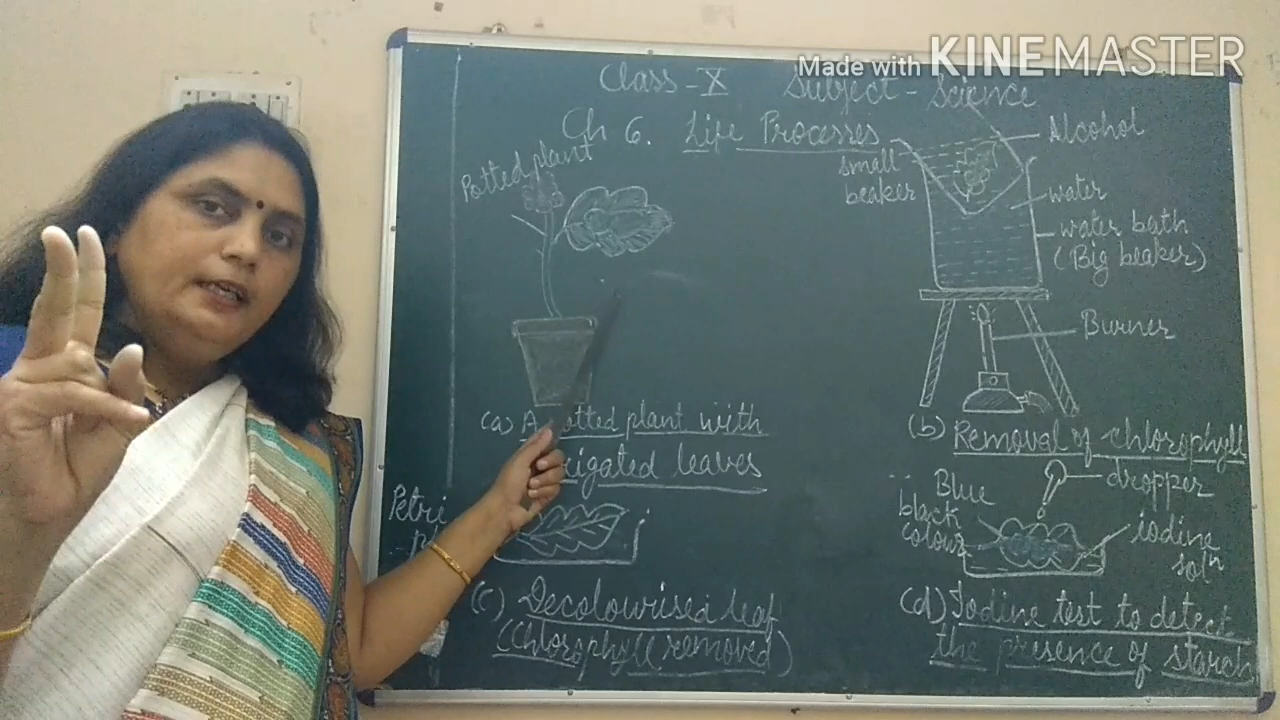 Made with KINEMASTER
Class - X Subject - Science
Ch 6. Life Processes
Potted plant
Alcohol
small
beaker
water
water bath
(Big beaker)
Burner
(a) A potted plant with
leaves
(b) Removal of chlorophyll
Petri
dropper
Blue
black
colour
iodine
solⁿ
(c) Decolourised leaf
(Chlorophyll removed)
(d) Iodine test to detect
the presence of starch